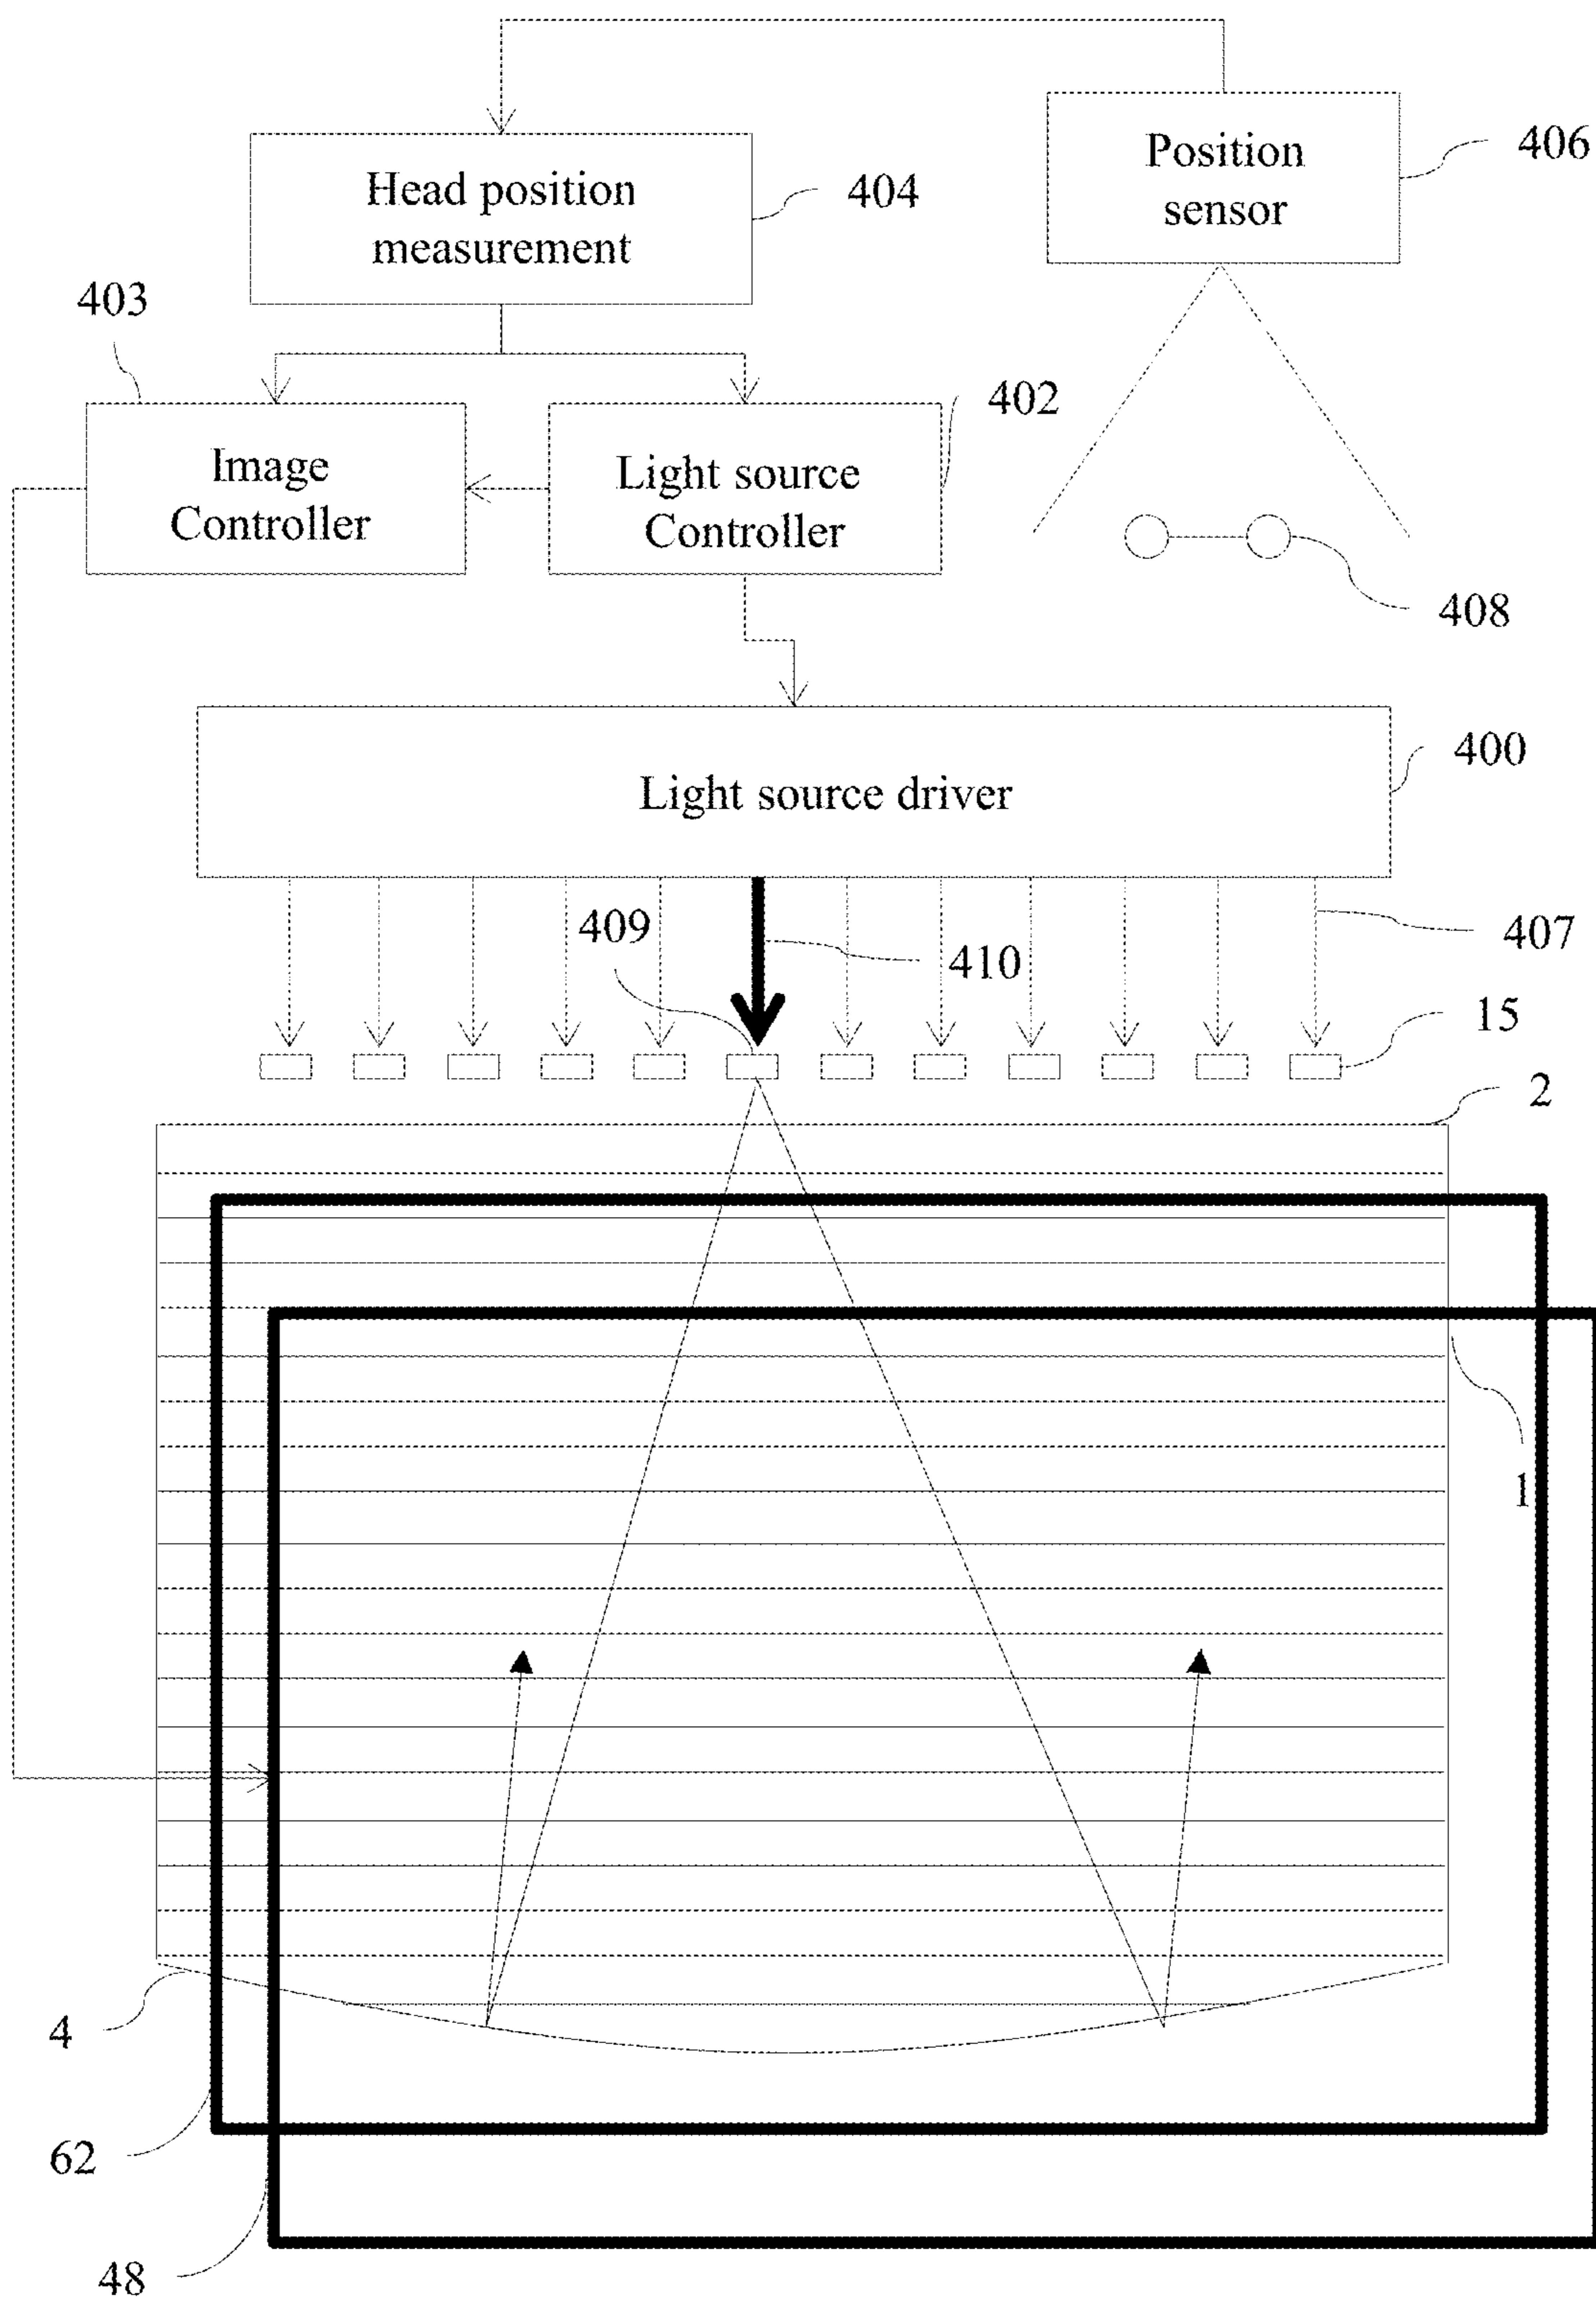 Position
sensor
406
Head position
measurement
404
403
Image
Controller
Light source
Controller
402
408
Light source driver
400
409
410
407
15
2
1
4
62
48